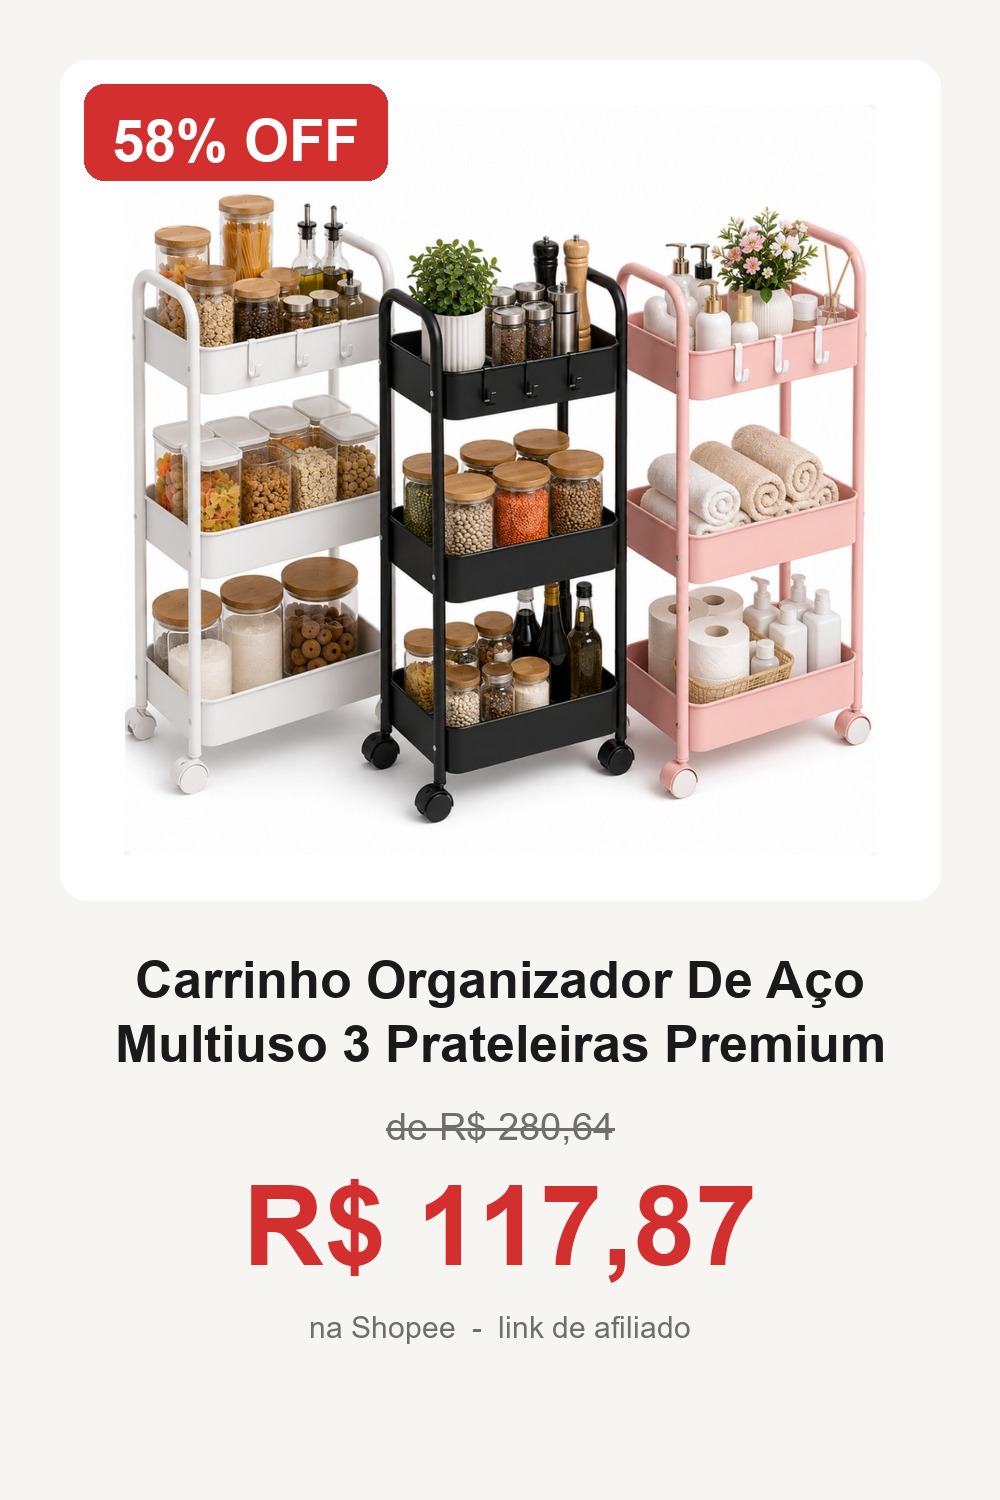 58% OFF
Carrinho Organizador De Aço
Multiuso 3 Prateleiras Premium
de R$ 280,64
R$ 117,87
na Shopee - link de afiliado